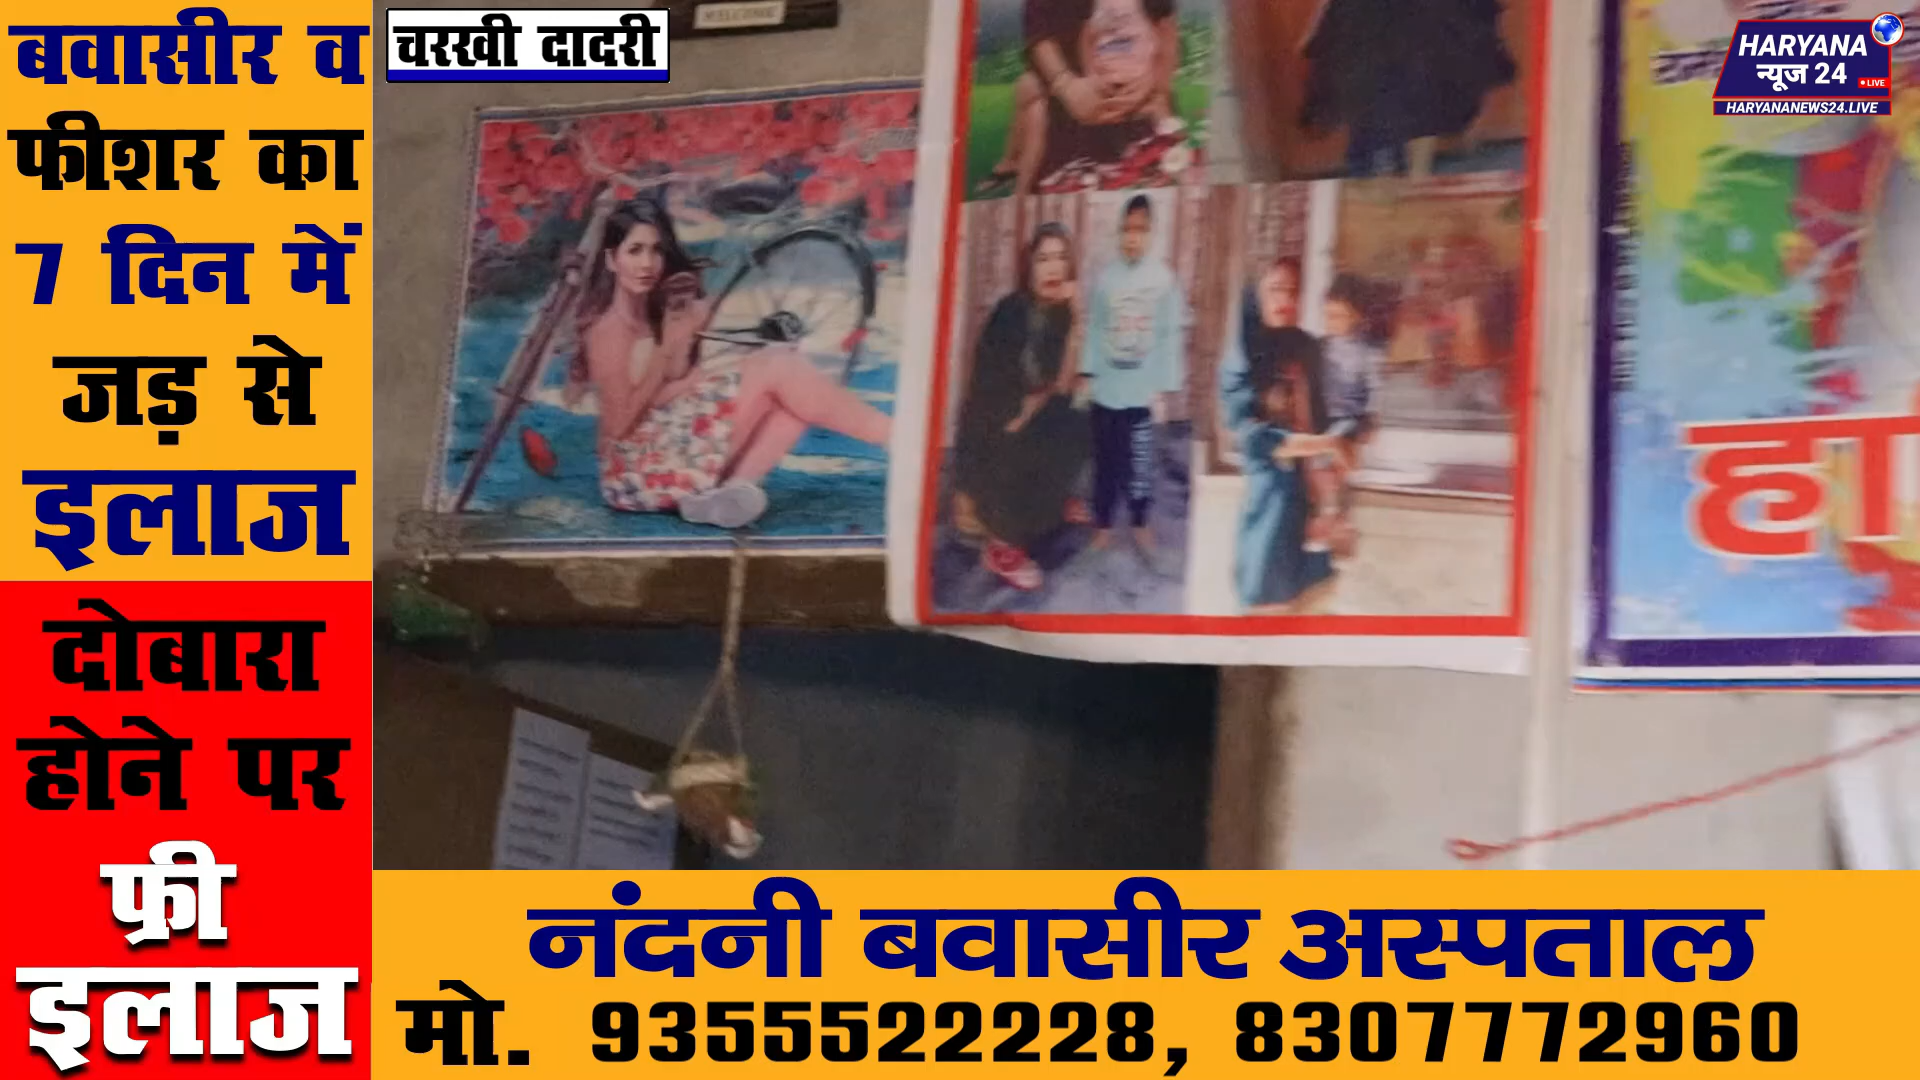 बवासीर व
फीशर का
7 दिन में
जड़ से
इलाज
दोबारा
होने पर
फ्री
इलाज
चरखी दादरी
WELCOME
HARYANA
न्यूज 24
LIVE
HARYANANEWS24.LIVE
हा
नंदनी बवासीर अस्पताल
मो. 9355522228, 8307772960